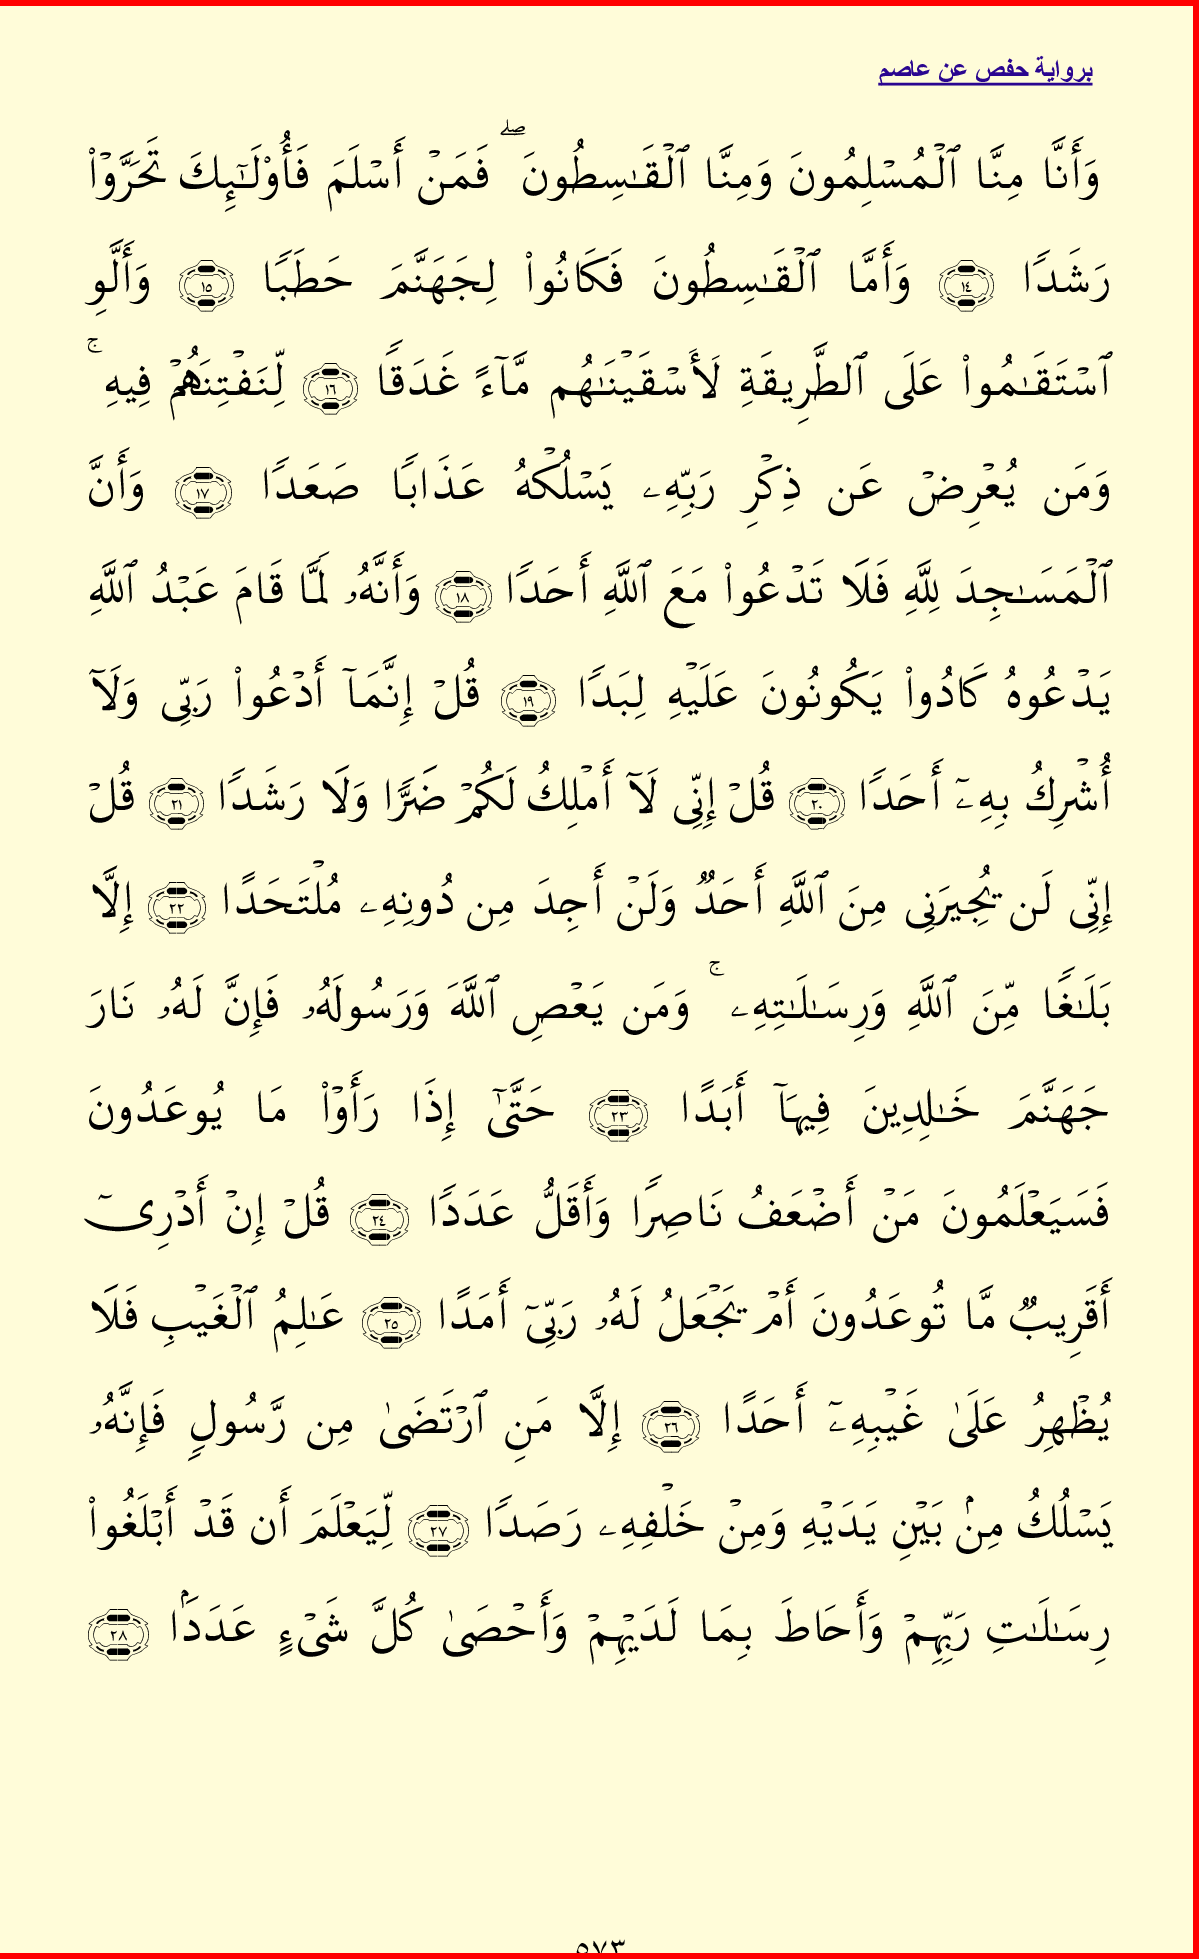 برواية حفص عن عاصم
وَأَنَّا مِنَّا ٱلۡمُسۡلِمُونَ وَمِنَّا ٱلۡقَٰسِطُونَۖ فَمَنۡ أَسۡلَمَ فَأُوْلَٰٓئِكَ تَحَرَّوۡاْ
رَشَدٗا ١٤ وَأَمَّا ٱلۡقَٰسِطُونَ فَكَانُواْ لِجَهَنَّمَ حَطَبٗا ١٥ وَأَلَّوِ
ٱسۡتَقَٰمُواْ عَلَى ٱلطَّرِيقَةِ لَأَسۡقَيۡنَٰهُم مَّآءً غَدَقٗا ١٦ لِّنَفۡتِنَهُمۡ فِيهِۚ
وَمَن يُعۡرِضۡ عَن ذِكۡرِ رَبِّهِۦ يَسۡلُكۡهُ عَذَابٗا صَعَدٗا ١٧ وَأَنَّ
ٱلۡمَسَٰجِدَ لِلَّهِ فَلَا تَدۡعُواْ مَعَ ٱللَّهِ أَحَدٗا ١٨ وَأَنَّهُۥ لَمَّا قَامَ عَبۡدُ ٱللَّهِ
يَدۡعُوهُ كَادُواْ يَكُونُونَ عَلَيۡهِ لِبَدٗا ١٩ قُلۡ إِنَّمَآ أَدۡعُواْ رَبِّي وَلَآ
أُشۡرِكُ بِهِۦٓ أَحَدٗا ٢٠ قُلۡ إِنِّي لَآ أَمۡلِكُ لَكُمۡ ضَرّٗا وَلَا رَشَدٗا ٢١ قُلۡ
إِنِّي لَن يُجِيرَنِي مِنَ ٱللَّهِ أَحَدٞ وَلَنۡ أَجِدَ مِن دُونِهِۦ مُلۡتَحَدًا ٢٢ إِلَّا
بَلَٰغٗا مِّنَ ٱللَّهِ وَرِسَٰلَٰتِهِۦۚ وَمَن يَعۡصِ ٱللَّهَ وَرَسُولَهُۥ فَإِنَّ لَهُۥ نَارَ
جَهَنَّمَ خَٰلِدِينَ فِيهَآ أَبَدًا ٢٣ حَتَّىٰٓ إِذَا رَأَوۡاْ مَا يُوعَدُونَ
فَسَيَعۡلَمُونَ مَنۡ أَضۡعَفُ نَاصِرٗا وَأَقَلُّ عَدَدٗا ٢٤ قُلۡ إِنۡ أَدۡرِيٓ
أَقَرِيبٞ مَّا تُوعَدُونَ أَمۡ يَجۡعَلُ لَهُۥ رَبِّيٓ أَمَدًا ٢٥ عَٰلِمُ ٱلۡغَيۡبِ فَلَا
يُظۡهِرُ عَلَىٰ غَيۡبِهِۦٓ أَحَدًا ٢٦ إِلَّا مَنِ ٱرۡتَضَىٰ مِن رَّسُولٖ فَإِنَّهُۥ
يَسۡلُكُ مِنۢ بَيۡنِ يَدَيۡهِ وَمِنۡ خَلۡفِهِۦ رَصَدٗا ٢٧ لِّيَعۡلَمَ أَن قَدۡ أَبۡلَغُواْ
رِسَٰلَٰتِ رَبِّهِمۡ وَأَحَاطَ بِمَا لَدَيۡهِمۡ وَأَحۡصَىٰ كُلَّ شَيۡءٍ عَدَدَۢا ٢٨
٥٧٣